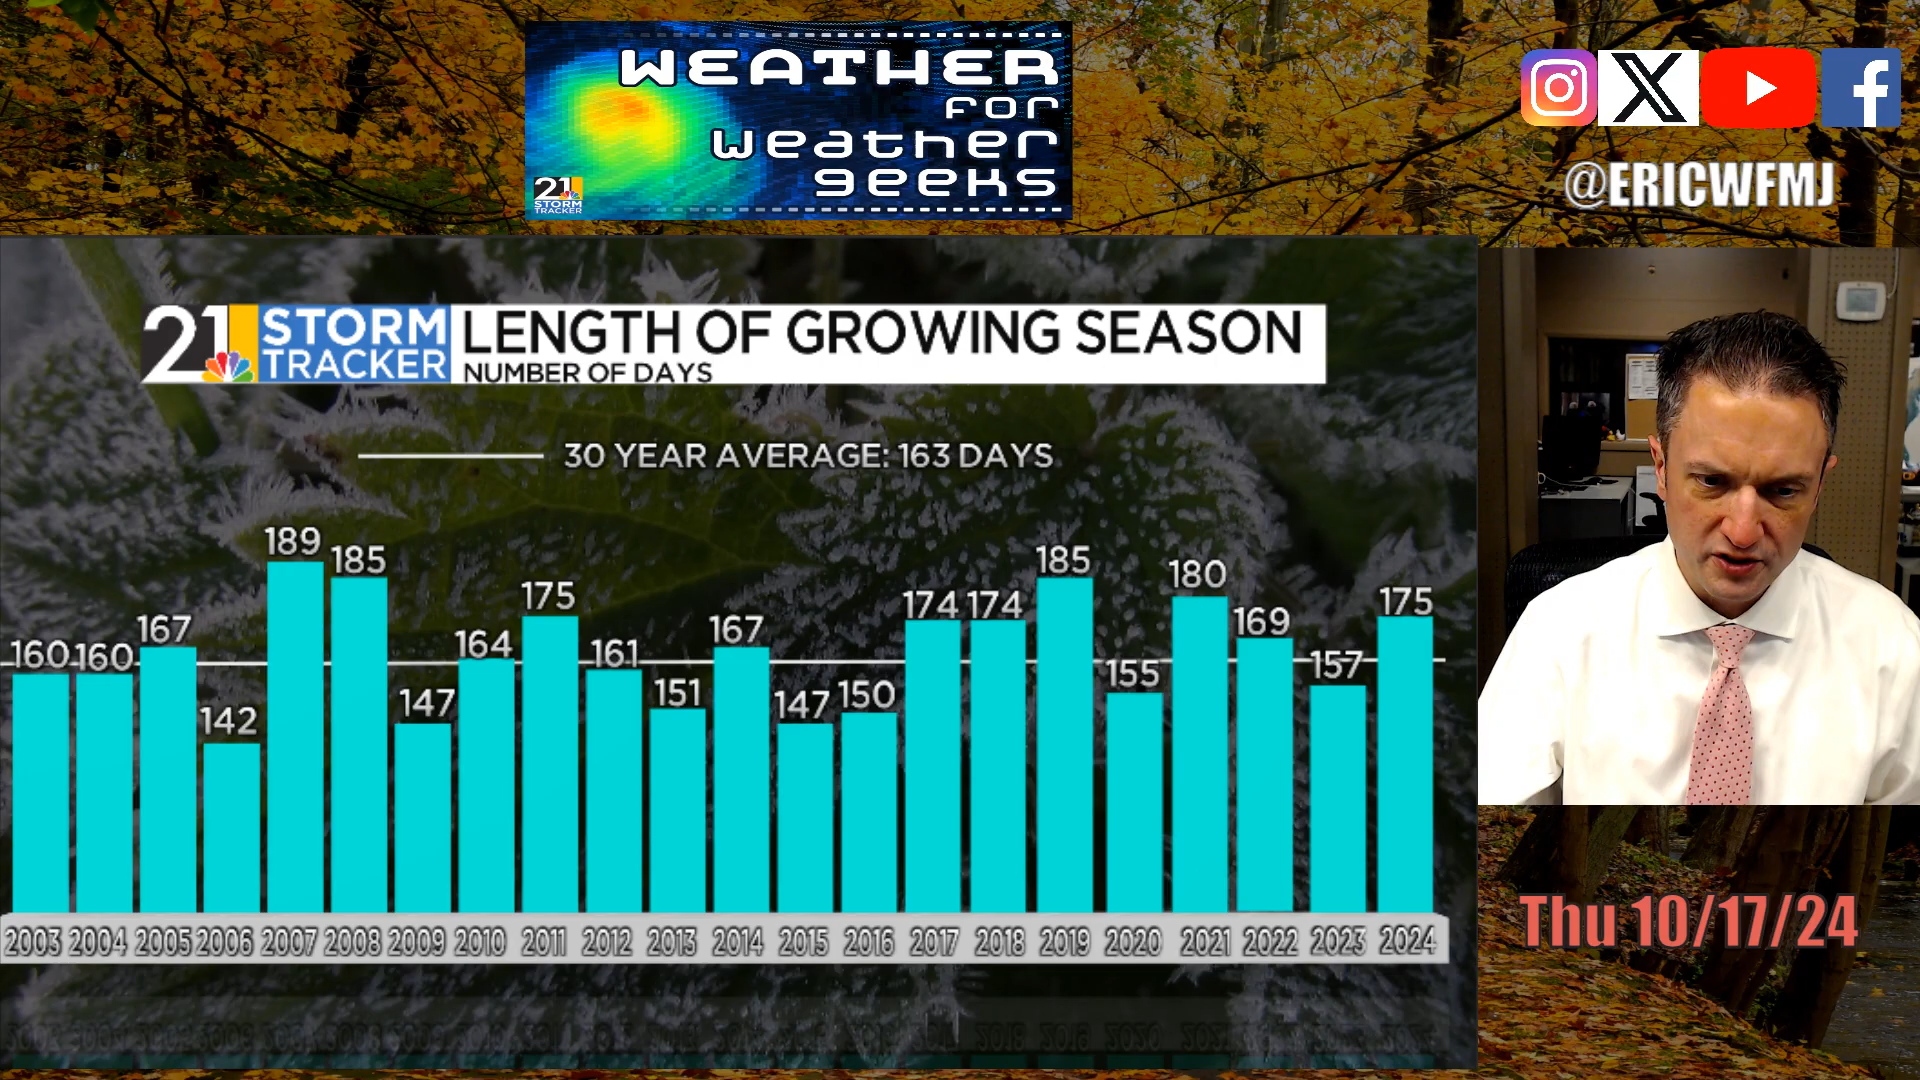 WEATHER
FOR
weather
geeks
21
STORM
TRACKER
@ERICWFMJ
21 STORM
TRACKER
LENGTH OF GROWING SEASON
NUMBER OF DAYS
30 YEAR AVERAGE: 163 DAYS
160 160 167 142 189 185 147 164 175 161 151 167 147 150 174 174 185 155 180 169 157 175
2003 2004 2005 2006 2007 2008 2009 2010 2011 2012 2013 2014 2015 2016 2017 2018 2019 2020 2021 2022 2023 2024
Thu 10/17/24